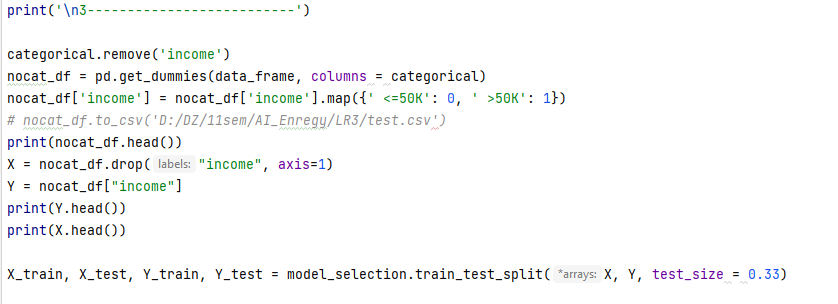 print('\n3--------------------------')
categorical.remove('income')
nocat_df = pd.get_dummies(data_frame, columns = categorical)
nocat_df['income'] = nocat_df['income'].map({' <=50K': 0, ' >50K': 1})
# nocat_df.to_csv('D:/DZ/11sem/AI_Enregy/LR3/test.csv')
print(nocat_df.head())
X = nocat_df.drop( labels: "income", axis=1)
Y = nocat_df["income"]
print(Y.head())
print(X.head())
X_train, X_test, Y_train, Y_test = model_selection.train_test_split( *arrays: X, Y, test_size = 0.33)